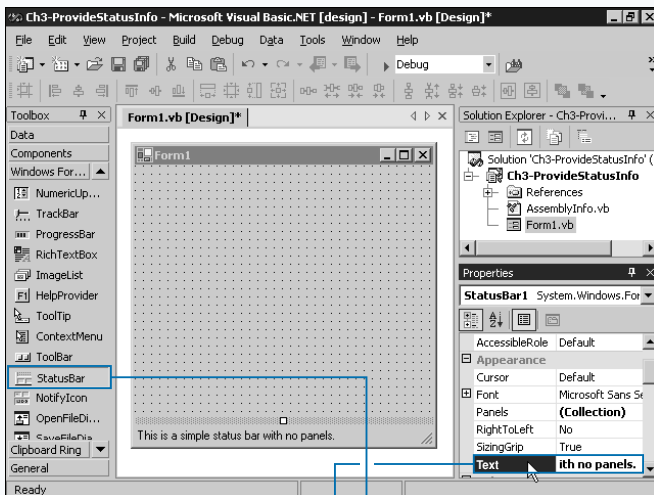 Ch3-ProvideStatusInfo - Microsoft Visual Basic.NET [design] - Form1.vb [Design]*
File Edit View Project Build Debug Data Tools Window Help
Debug
Toolbox
Form1.vb [Design]*
Solution Explorer - Ch3-Provi...
Data
Components
Windows For...
NumericUp...
TrackBar
ProgressBar
RichTextBox
ImageList
HelpProvider
ToolTip
ContextMenu
ToolBar
StatusBar
NotifyIcon
OpenFileDi...
SaveFileDia
Clipboard Ring
General
Form1
This is a simple status bar with no panels.
Solution 'Ch3-ProvideStatusInfo' (
Ch3-ProvideStatusInfo
References
AssemblyInfo.vb
Form1.vb
Properties
StatusBar1 System.Windows.For
AccessibleRole Default
Appearance
Cursor Default
Font Microsoft Sans Se
Panels (Collection)
RightToLeft No
SizingGrip True
Text ith no panels.
Ready